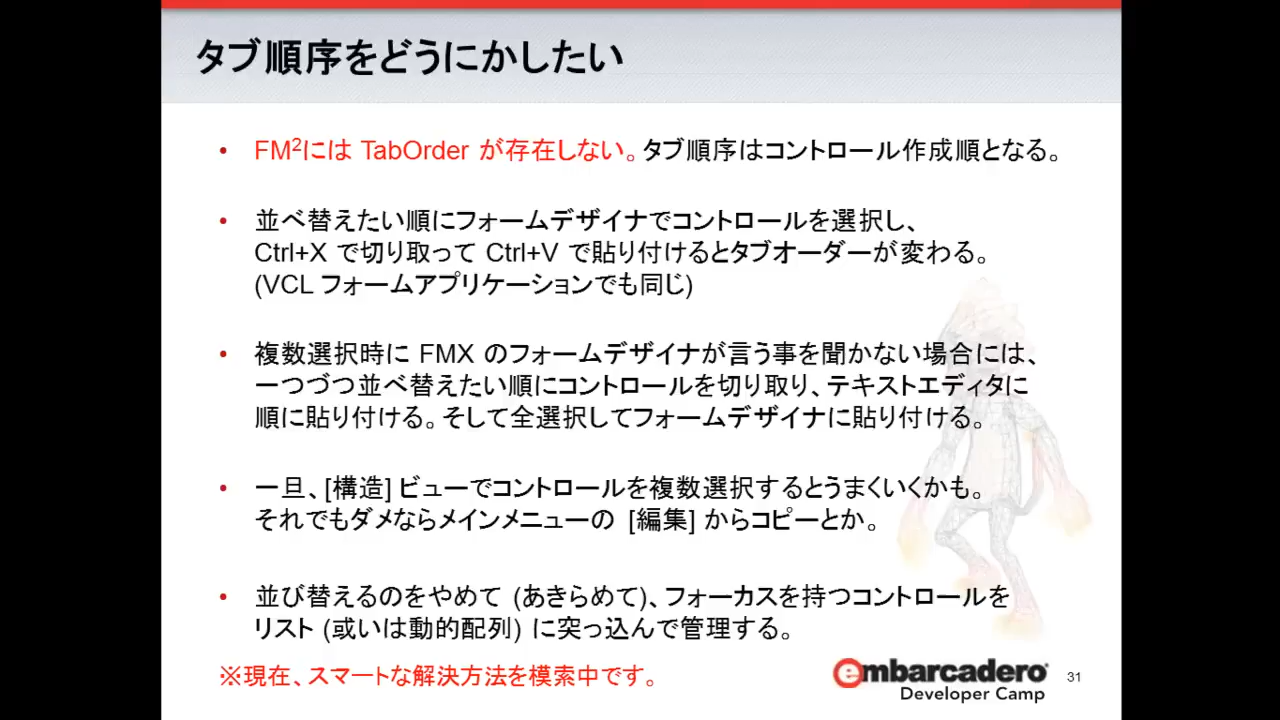 タブ順序をどうにかしたい
• FM²には TabOrder が存在しない。タブ順序はコントロール作成順となる。
• 並べ替えたい順にフォームデザイナでコントロールを選択し、
Ctrl+X で切り取って Ctrl+V で貼り付けるとタブオーダーが変わる。
(VCL フォームアプリケーションでも同じ)
• 複数選択時に FMX のフォームデザイナが言う事を聞かない場合には、
一つづつ並べ替えたい順にコントロールを切り取り、テキストエディタに
順に貼り付ける。そして全選択してフォームデザイナに貼り付ける。
• 一旦、[構造] ビューでコントロールを複数選択するとうまくいくかも。
それでもダメならメインメニューの [編集] からコピーとか。
• 並び替えるのをやめて (あきらめて)、フォーカスを持つコントロールを
リスト (或いは動的配列) に突っ込んで管理する。
※現在、スマートな解決方法を模索中です。
embarcadero®
Developer Camp
31